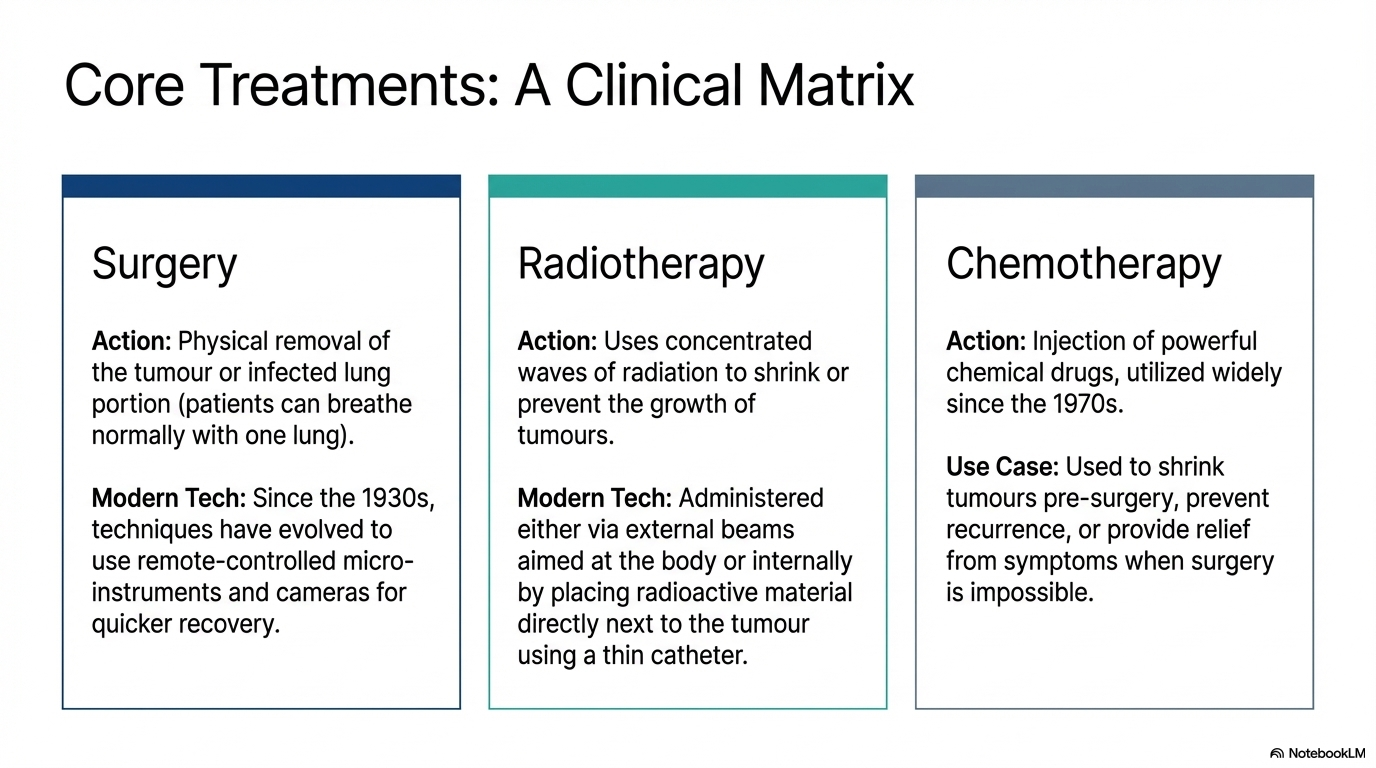 Core Treatments: A Clinical Matrix
Surgery
Action: Physical removal of
the tumour or infected lung
portion (patients can breathe
normally with one lung).
Modern Tech: Since the 1930s,
techniques have evolved to
use remote-controlled micro-
instruments and cameras for
quicker recovery.
Radiotherapy
Action: Uses concentrated
waves of radiation to shrink or
prevent the growth of
tumours.
Modern Tech: Administered
either via external beams
aimed at the body or internally
by placing radioactive material
directly next to the tumour
using a thin catheter.
Chemotherapy
Action: Injection of powerful
chemical drugs, utilized widely
since the 1970s.
Use Case: Used to shrink
tumours pre-surgery, prevent
recurrence, or provide relief
from symptoms when surgery
is impossible.
NotebookLM